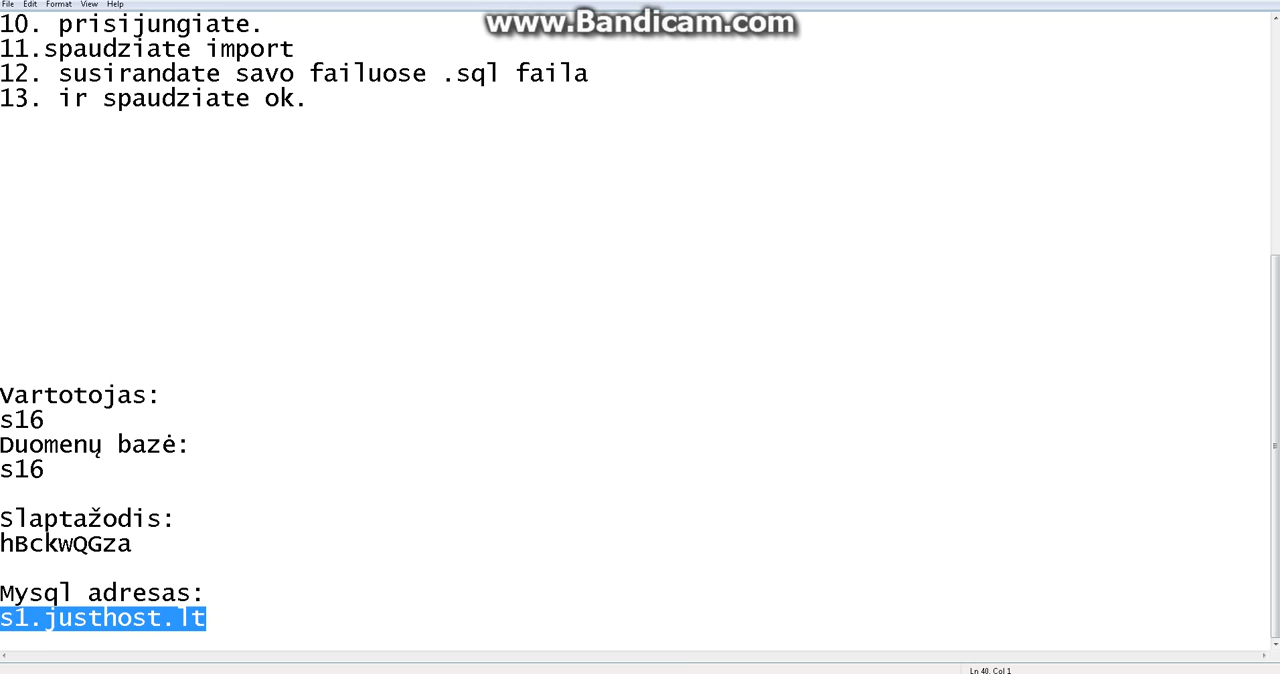 File Edit Format View Help
www.Bandicam.com
10. prisijungiate.
11.spaudziate import
12. susirandate savo failuose .sql faila
13. ir spaudziate ok.
Vartotojas:
s16
Duomenų bazė:
s16
Slaptažodis:
hBckwQGza
Mysql adresas:
s1.justhost.lt
Ln 40, Col 1